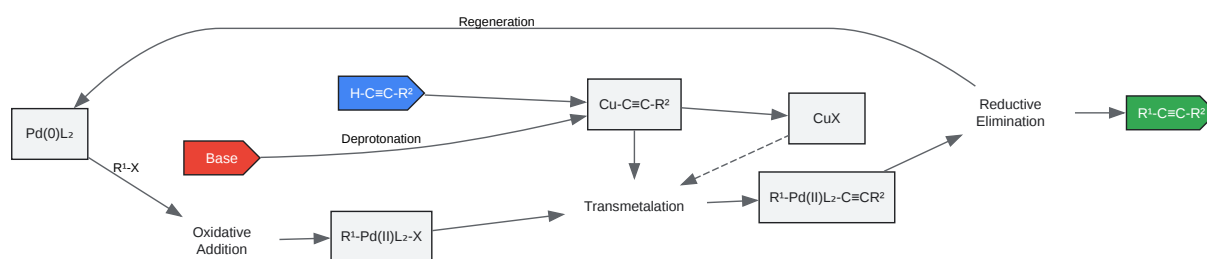 Regeneration
H-C≡C-R²
Cu-C≡C-R²
CuX
Reductive
Elimination
R¹-C≡C-R²
Pd(0)L₂
Deprotonation
Base
R¹-X
R¹-Pd(II)L₂-C≡CR²
Transmetalation
Oxidative
Addition
R¹-Pd(II)L₂-X